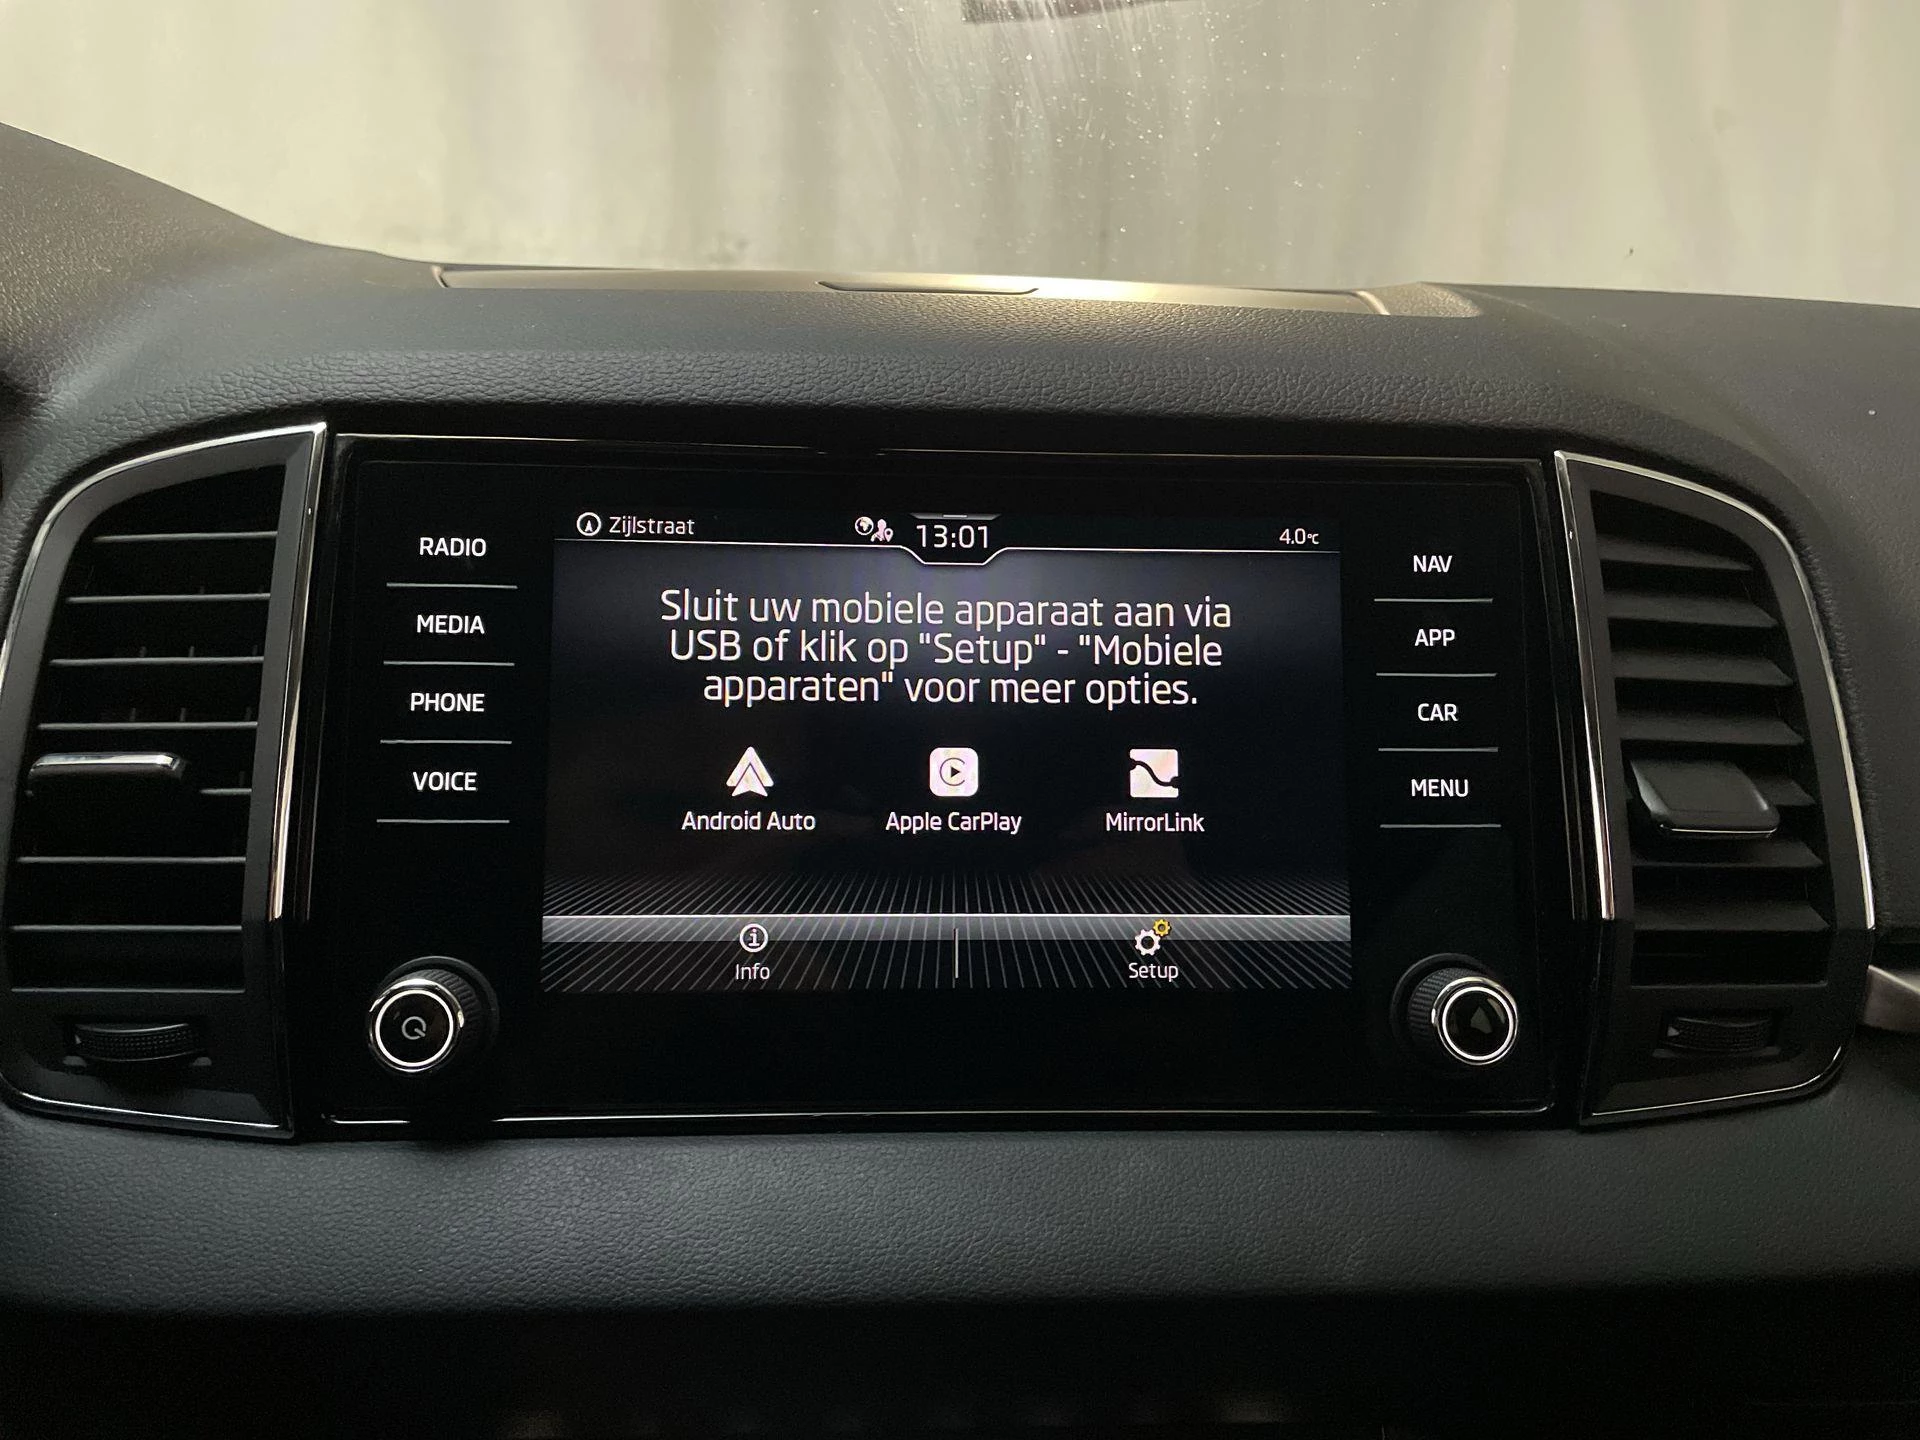 Zijlstraat 13:01 4.0°C
RADIO
MEDIA
PHONE
VOICE
Sluit uw mobiele apparaat aan via
USB of klik op "Setup" - "Mobiele
apparaten" voor meer opties.
Android Auto Apple CarPlay MirrorLink
Info Setup
NAV
APP
CAR
MENU